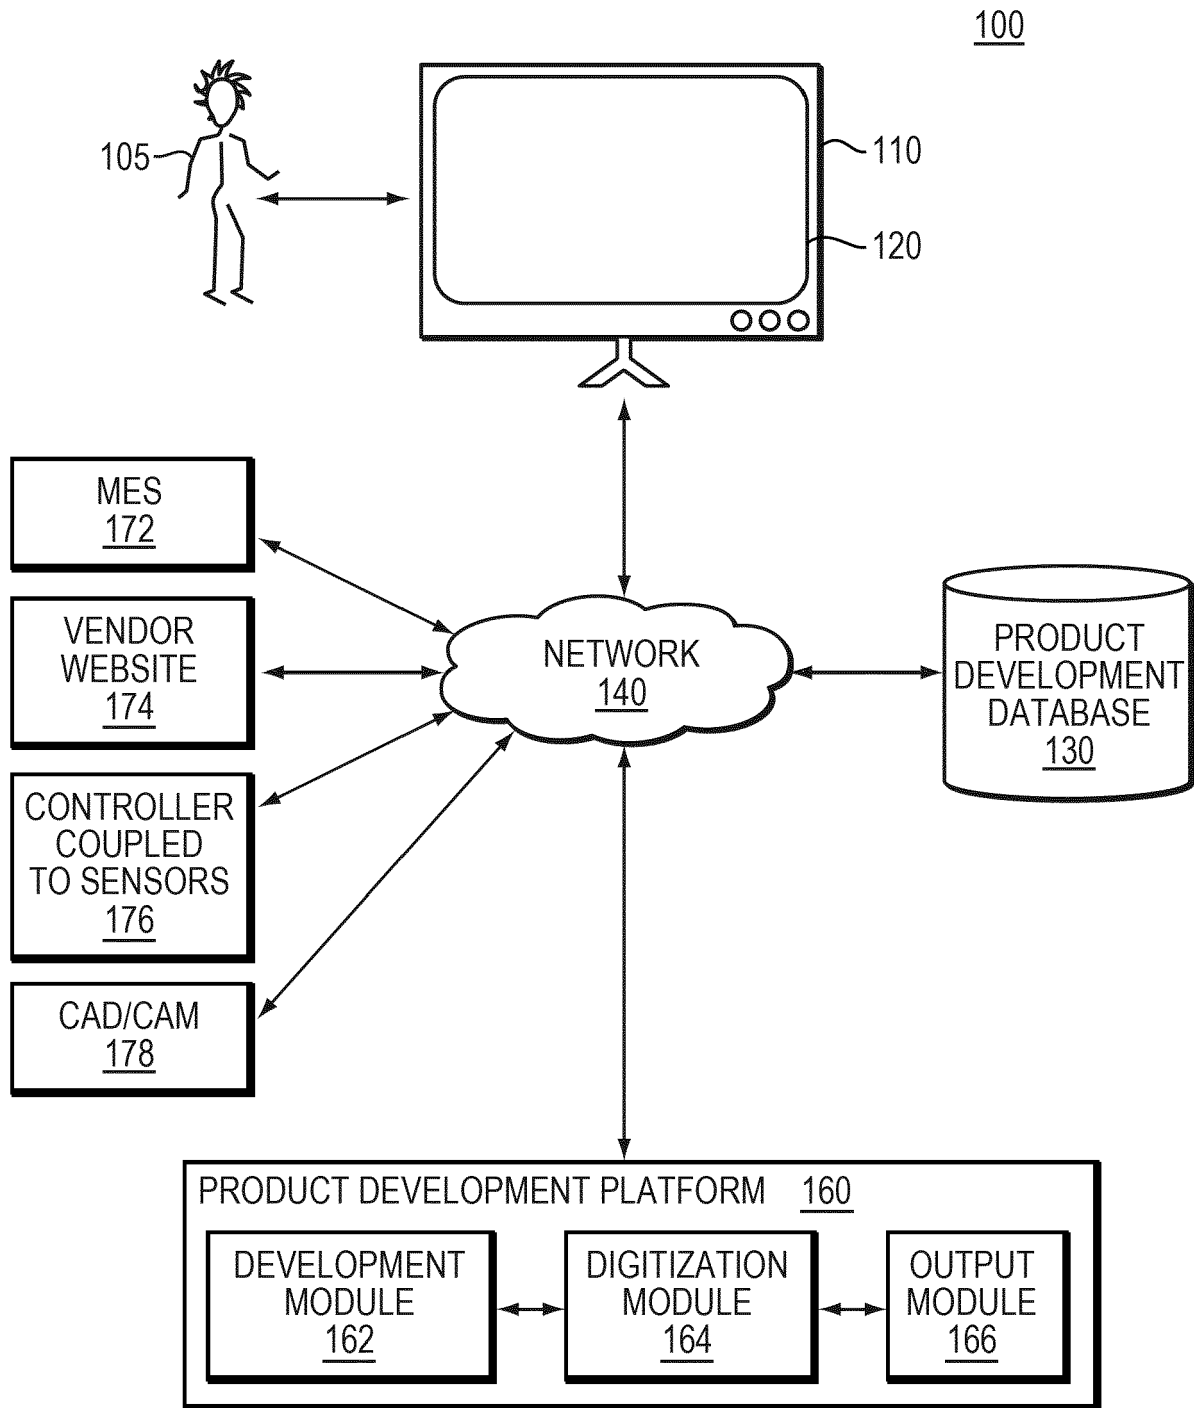 100
105
110
120
MES
172
VENDOR
WEBSITE
174
CONTROLLER
COUPLED
TO SENSORS
176
CAD/CAM
178
NETWORK
140
PRODUCT
DEVELOPMENT
DATABASE
130
PRODUCT DEVELOPMENT PLATFORM 160
DEVELOPMENT
MODULE
162
DIGITIZATION
MODULE
164
OUTPUT
MODULE
166